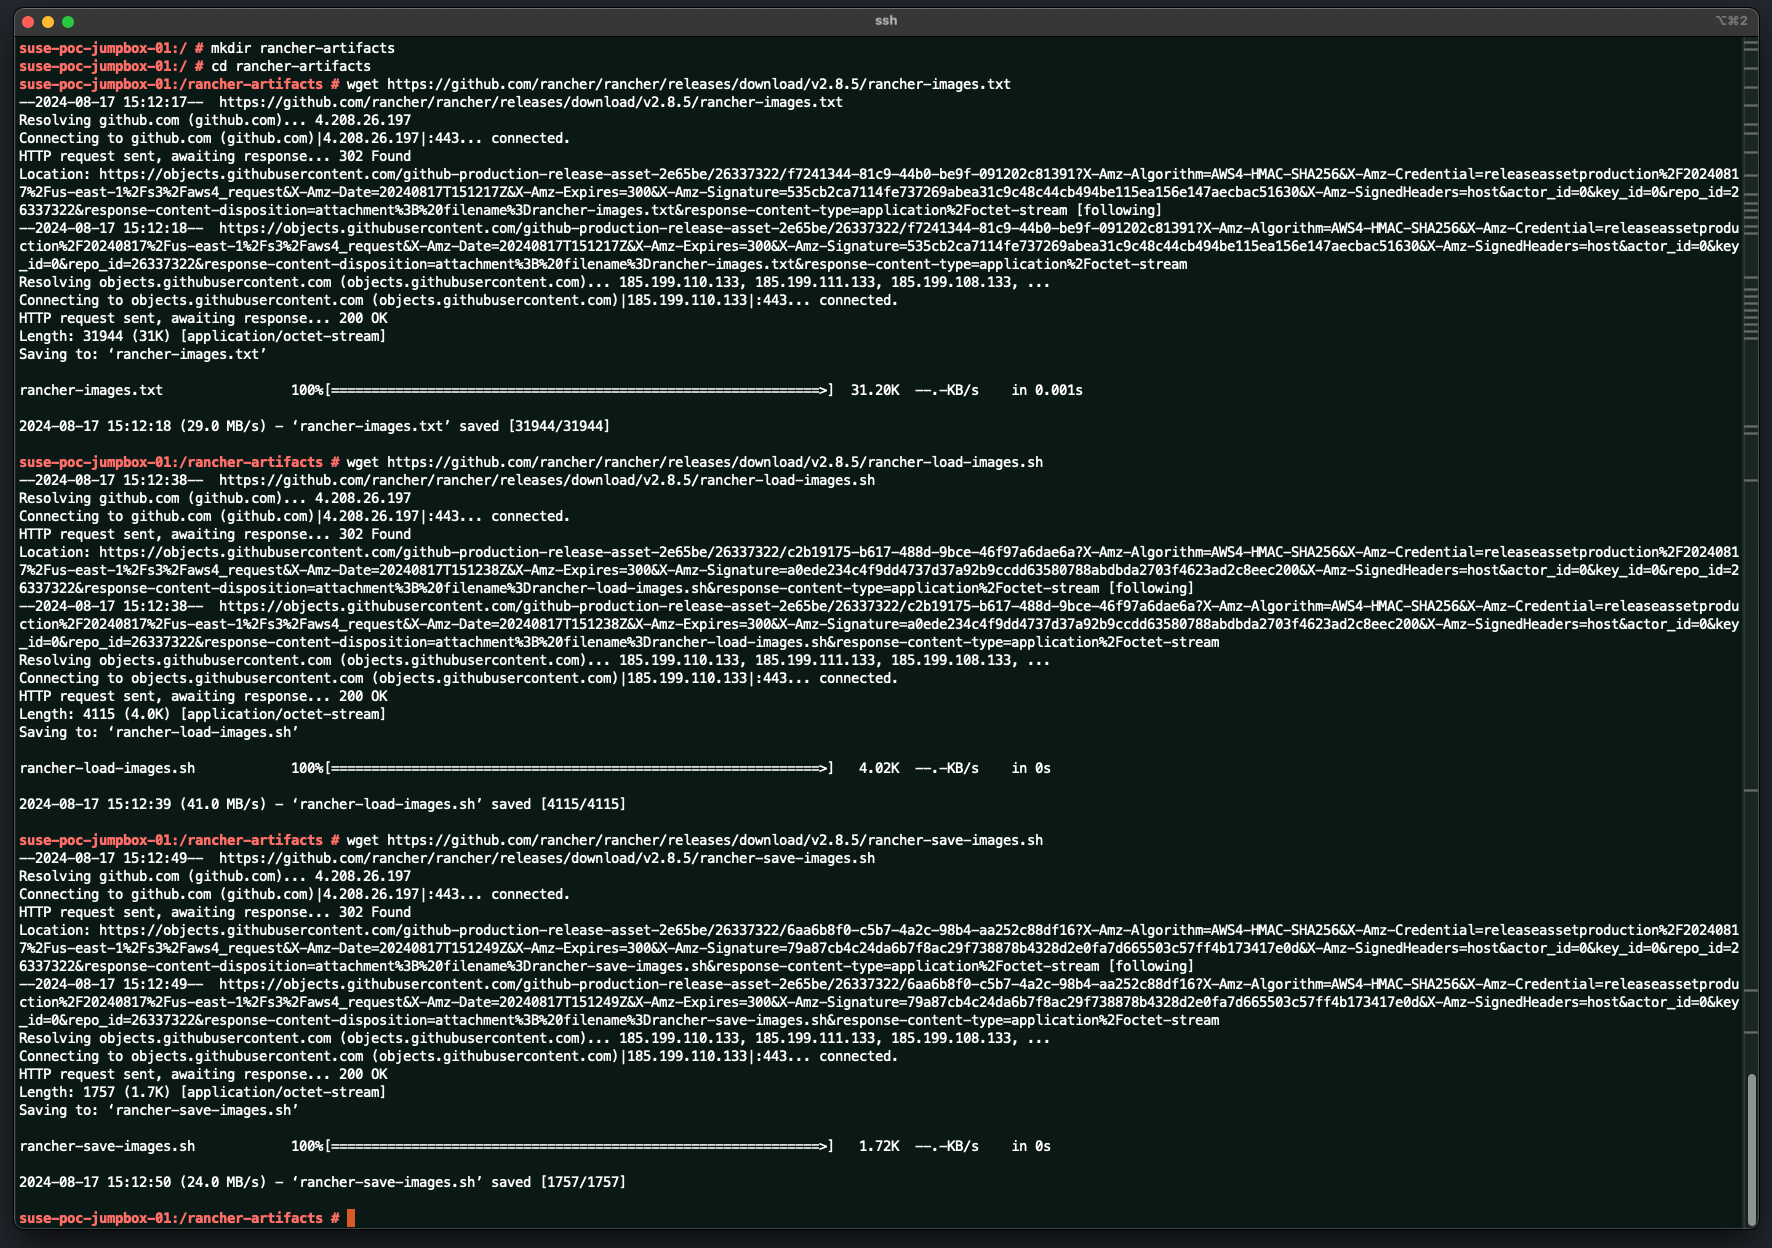 ssh
⌥⌘2
suse-poc-jumpbox-01:/ # mkdir rancher-artifacts
suse-poc-jumpbox-01:/ # cd rancher-artifacts
suse-poc-jumpbox-01:/rancher-artifacts # wget https://github.com/rancher/rancher/releases/download/v2.8.5/rancher-images.txt
--2024-08-17 15:12:17--  https://github.com/rancher/rancher/releases/download/v2.8.5/rancher-images.txt
Resolving github.com (github.com)... 4.208.26.197
Connecting to github.com (github.com)|4.208.26.197|:443... connected.
HTTP request sent, awaiting response... 302 Found
Location: https://objects.githubusercontent.com/github-production-release-asset-2e65be/26337322/f7241344-81c9-44b0-be9f-091202c81391?X-Amz-Algorithm=AWS4-HMAC-SHA256&X-Amz-Credential=releaseassetproduction%2F2024081
7%2Fus-east-1%2Fs3%2Faws4_request&X-Amz-Date=20240817T151217Z&X-Amz-Expires=300&X-Amz-Signature=535cb2ca7114fe737269abea31c9c48c44cb494be115ea156e147aecbac51630&X-Amz-SignedHeaders=host&actor_id=0&key_id=0&repo_id=2
6337322&response-content-disposition=attachment%3B%20filename%3Drancher-images.txt&response-content-type=application%2Foctet-stream [following]
--2024-08-17 15:12:18--  https://objects.githubusercontent.com/github-production-release-asset-2e65be/26337322/f7241344-81c9-44b0-be9f-091202c81391?X-Amz-Algorithm=AWS4-HMAC-SHA256&X-Amz-Credential=releaseassetprodu
ction%2F20240817%2Fus-east-1%2Fs3%2Faws4_request&X-Amz-Date=20240817T151217Z&X-Amz-Expires=300&X-Amz-Signature=535cb2ca7114fe737269abea31c9c48c44cb494be115ea156e147aecbac51630&X-Amz-SignedHeaders=host&actor_id=0&key
_id=0&repo_id=26337322&response-content-disposition=attachment%3B%20filename%3Drancher-images.txt&response-content-type=application%2Foctet-stream
Resolving objects.githubusercontent.com (objects.githubusercontent.com)... 185.199.110.133, 185.199.111.133, 185.199.108.133, ...
Connecting to objects.githubusercontent.com (objects.githubusercontent.com)|185.199.110.133|:443... connected.
HTTP request sent, awaiting response... 200 OK
Length: 31944 (31K) [application/octet-stream]
Saving to: ‘rancher-images.txt’
rancher-images.txt                100%[=============================================================>]  31.20K  --.-KB/s    in 0.001s
2024-08-17 15:12:18 (29.0 MB/s) - ‘rancher-images.txt’ saved [31944/31944]
suse-poc-jumpbox-01:/rancher-artifacts # wget https://github.com/rancher/rancher/releases/download/v2.8.5/rancher-load-images.sh
--2024-08-17 15:12:38--  https://github.com/rancher/rancher/releases/download/v2.8.5/rancher-load-images.sh
Resolving github.com (github.com)... 4.208.26.197
Connecting to github.com (github.com)|4.208.26.197|:443... connected.
HTTP request sent, awaiting response... 302 Found
Location: https://objects.githubusercontent.com/github-production-release-asset-2e65be/26337322/c2b19175-b617-488d-9bce-46f97a6dae6a?X-Amz-Algorithm=AWS4-HMAC-SHA256&X-Amz-Credential=releaseassetproduction%2F2024081
7%2Fus-east-1%2Fs3%2Faws4_request&X-Amz-Date=20240817T151238Z&X-Amz-Expires=300&X-Amz-Signature=a0ede234c4f9dd4737d37a92b9ccdd63580788abdbda2703f4623ad2c8eec200&X-Amz-SignedHeaders=host&actor_id=0&key_id=0&repo_id=2
6337322&response-content-disposition=attachment%3B%20filename%3Drancher-load-images.sh&response-content-type=application%2Foctet-stream [following]
--2024-08-17 15:12:38--  https://objects.githubusercontent.com/github-production-release-asset-2e65be/26337322/c2b19175-b617-488d-9bce-46f97a6dae6a?X-Amz-Algorithm=AWS4-HMAC-SHA256&X-Amz-Credential=releaseassetprodu
ction%2F20240817%2Fus-east-1%2Fs3%2Faws4_request&X-Amz-Date=20240817T151238Z&X-Amz-Expires=300&X-Amz-Signature=a0ede234c4f9dd4737d37a92b9ccdd63580788abdbda2703f4623ad2c8eec200&X-Amz-SignedHeaders=host&actor_id=0&key
_id=0&repo_id=26337322&response-content-disposition=attachment%3B%20filename%3Drancher-load-images.sh&response-content-type=application%2Foctet-stream
Resolving objects.githubusercontent.com (objects.githubusercontent.com)... 185.199.110.133, 185.199.111.133, 185.199.108.133, ...
Connecting to objects.githubusercontent.com (objects.githubusercontent.com)|185.199.110.133|:443... connected.
HTTP request sent, awaiting response... 200 OK
Length: 4115 (4.0K) [application/octet-stream]
Saving to: ‘rancher-load-images.sh’
rancher-load-images.sh            100%[=============================================================>]   4.02K  --.-KB/s    in 0s
2024-08-17 15:12:39 (41.0 MB/s) - ‘rancher-load-images.sh’ saved [4115/4115]
suse-poc-jumpbox-01:/rancher-artifacts # wget https://github.com/rancher/rancher/releases/download/v2.8.5/rancher-save-images.sh
--2024-08-17 15:12:49--  https://github.com/rancher/rancher/releases/download/v2.8.5/rancher-save-images.sh
Resolving github.com (github.com)... 4.208.26.197
Connecting to github.com (github.com)|4.208.26.197|:443... connected.
HTTP request sent, awaiting response... 302 Found
Location: https://objects.githubusercontent.com/github-production-release-asset-2e65be/26337322/6aa6b8f0-c5b7-4a2c-98b4-aa252c88df16?X-Amz-Algorithm=AWS4-HMAC-SHA256&X-Amz-Credential=releaseassetproduction%2F2024081
7%2Fus-east-1%2Fs3%2Faws4_request&X-Amz-Date=20240817T151249Z&X-Amz-Expires=300&X-Amz-Signature=79a87cb4c24da6b7f8ac29f738878b4328d2e0fa7d665503c57ff4b173417e0d&X-Amz-SignedHeaders=host&actor_id=0&key_id=0&repo_id=2
6337322&response-content-disposition=attachment%3B%20filename%3Drancher-save-images.sh&response-content-type=application%2Foctet-stream [following]
--2024-08-17 15:12:49--  https://objects.githubusercontent.com/github-production-release-asset-2e65be/26337322/6aa6b8f0-c5b7-4a2c-98b4-aa252c88df16?X-Amz-Algorithm=AWS4-HMAC-SHA256&X-Amz-Credential=releaseassetprodu
ction%2F20240817%2Fus-east-1%2Fs3%2Faws4_request&X-Amz-Date=20240817T151249Z&X-Amz-Expires=300&X-Amz-Signature=79a87cb4c24da6b7f8ac29f738878b4328d2e0fa7d665503c57ff4b173417e0d&X-Amz-SignedHeaders=host&actor_id=0&key
_id=0&repo_id=26337322&response-content-disposition=attachment%3B%20filename%3Drancher-save-images.sh&response-content-type=application%2Foctet-stream
Resolving objects.githubusercontent.com (objects.githubusercontent.com)... 185.199.110.133, 185.199.111.133, 185.199.108.133, ...
Connecting to objects.githubusercontent.com (objects.githubusercontent.com)|185.199.110.133|:443... connected.
HTTP request sent, awaiting response... 200 OK
Length: 1757 (1.7K) [application/octet-stream]
Saving to: ‘rancher-save-images.sh’
rancher-save-images.sh            100%[=============================================================>]   1.72K  --.-KB/s    in 0s
2024-08-17 15:12:50 (24.0 MB/s) - ‘rancher-save-images.sh’ saved [1757/1757]
suse-poc-jumpbox-01:/rancher-artifacts #